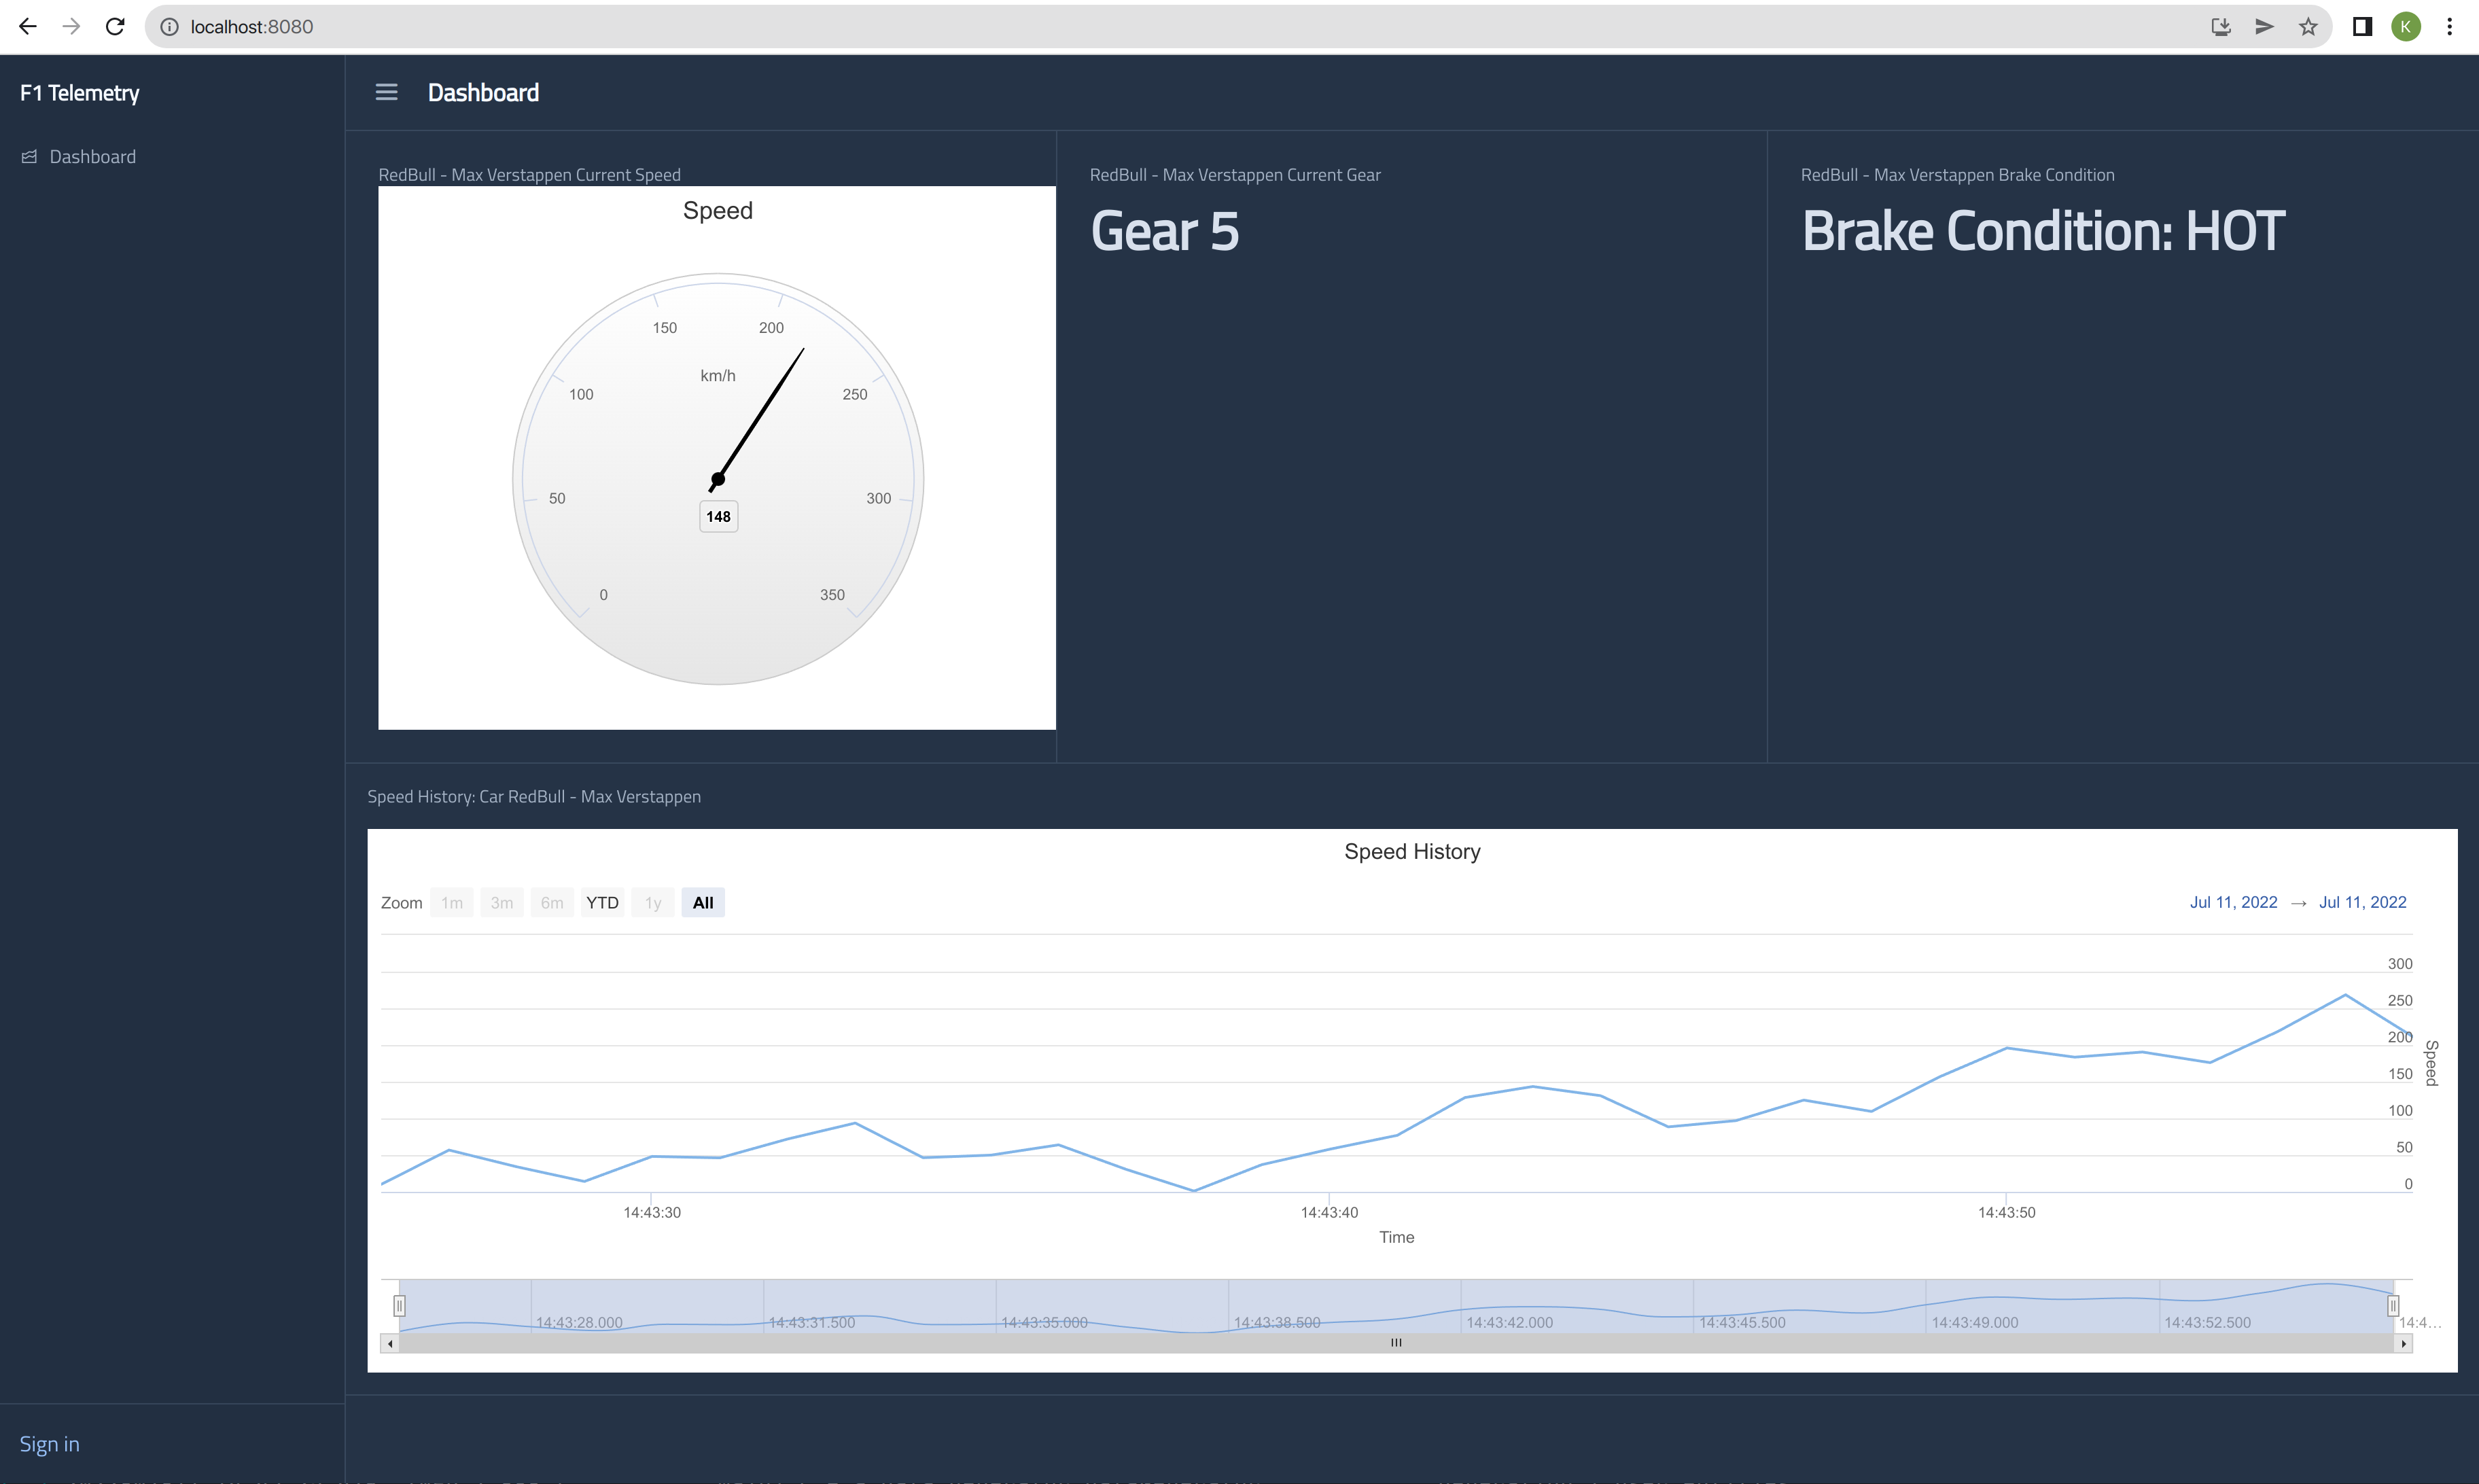 localhost:8080
K
F1 Telemetry
Dashboard
Dashboard
RedBull - Max Verstappen Current Speed
RedBull - Max Verstappen Current Gear
RedBull - Max Verstappen Brake Condition
Speed
Gear 5
Brake Condition: HOT
150
200
km/h
100
250
50
300
148
0
350
Speed History: Car RedBull - Max Verstappen
Speed History
Zoom 1m 3m 6m YTD 1y All
Jul 11, 2022 → Jul 11, 2022
300
250
200
150
100
50
0
Speed
14:43:30 14:43:40 14:43:50
Time
14:43:28.000 14:43:31.500 14:43:35.000 14:43:38.500 14:43:42.000 14:43:45.500 14:43:49.000 14:43:52.500 14:4…
Sign in